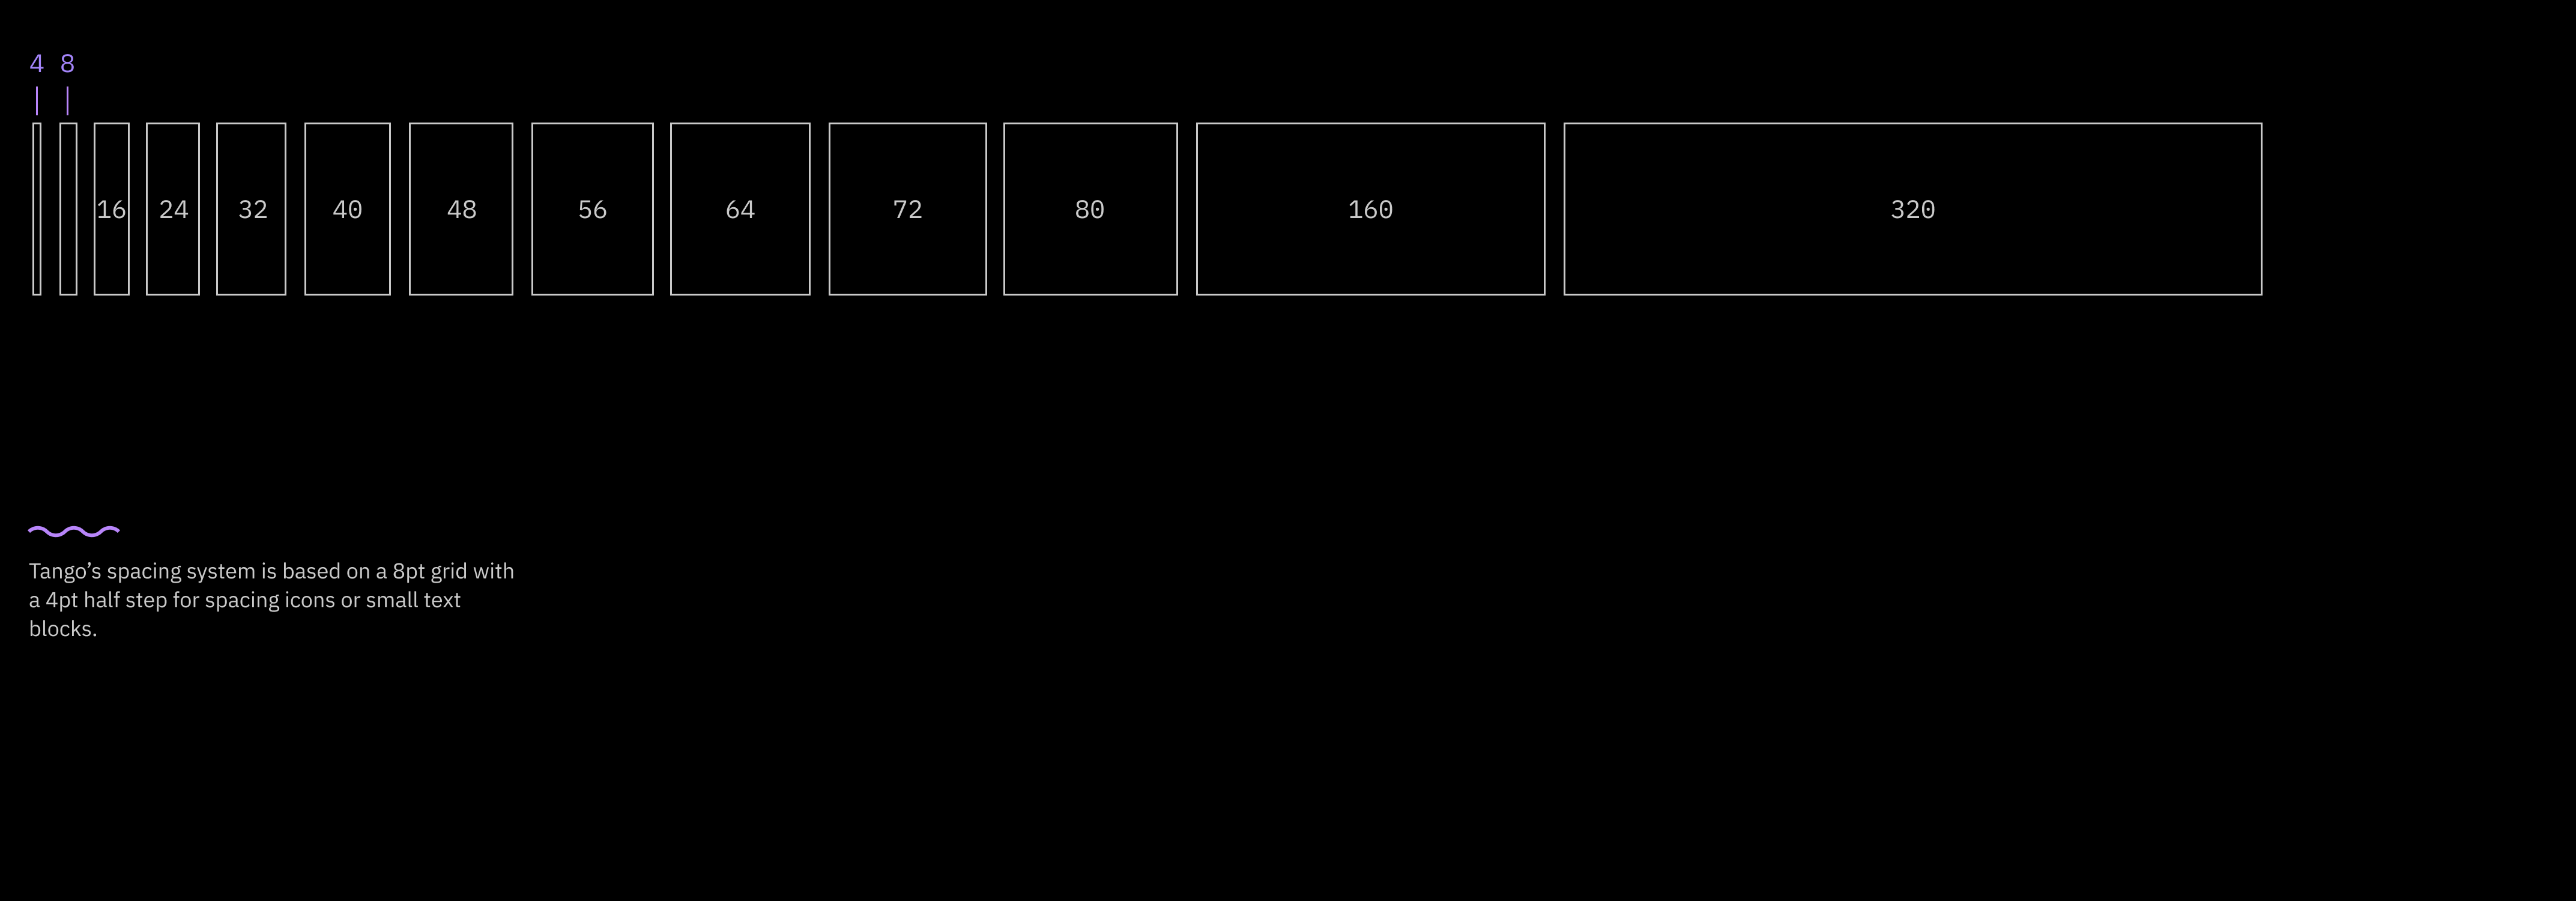 4 8
16 24 32 40 48 56 64 72 80 160 320
Tango’s spacing system is based on a 8pt grid with
a 4pt half step for spacing icons or small text
blocks.